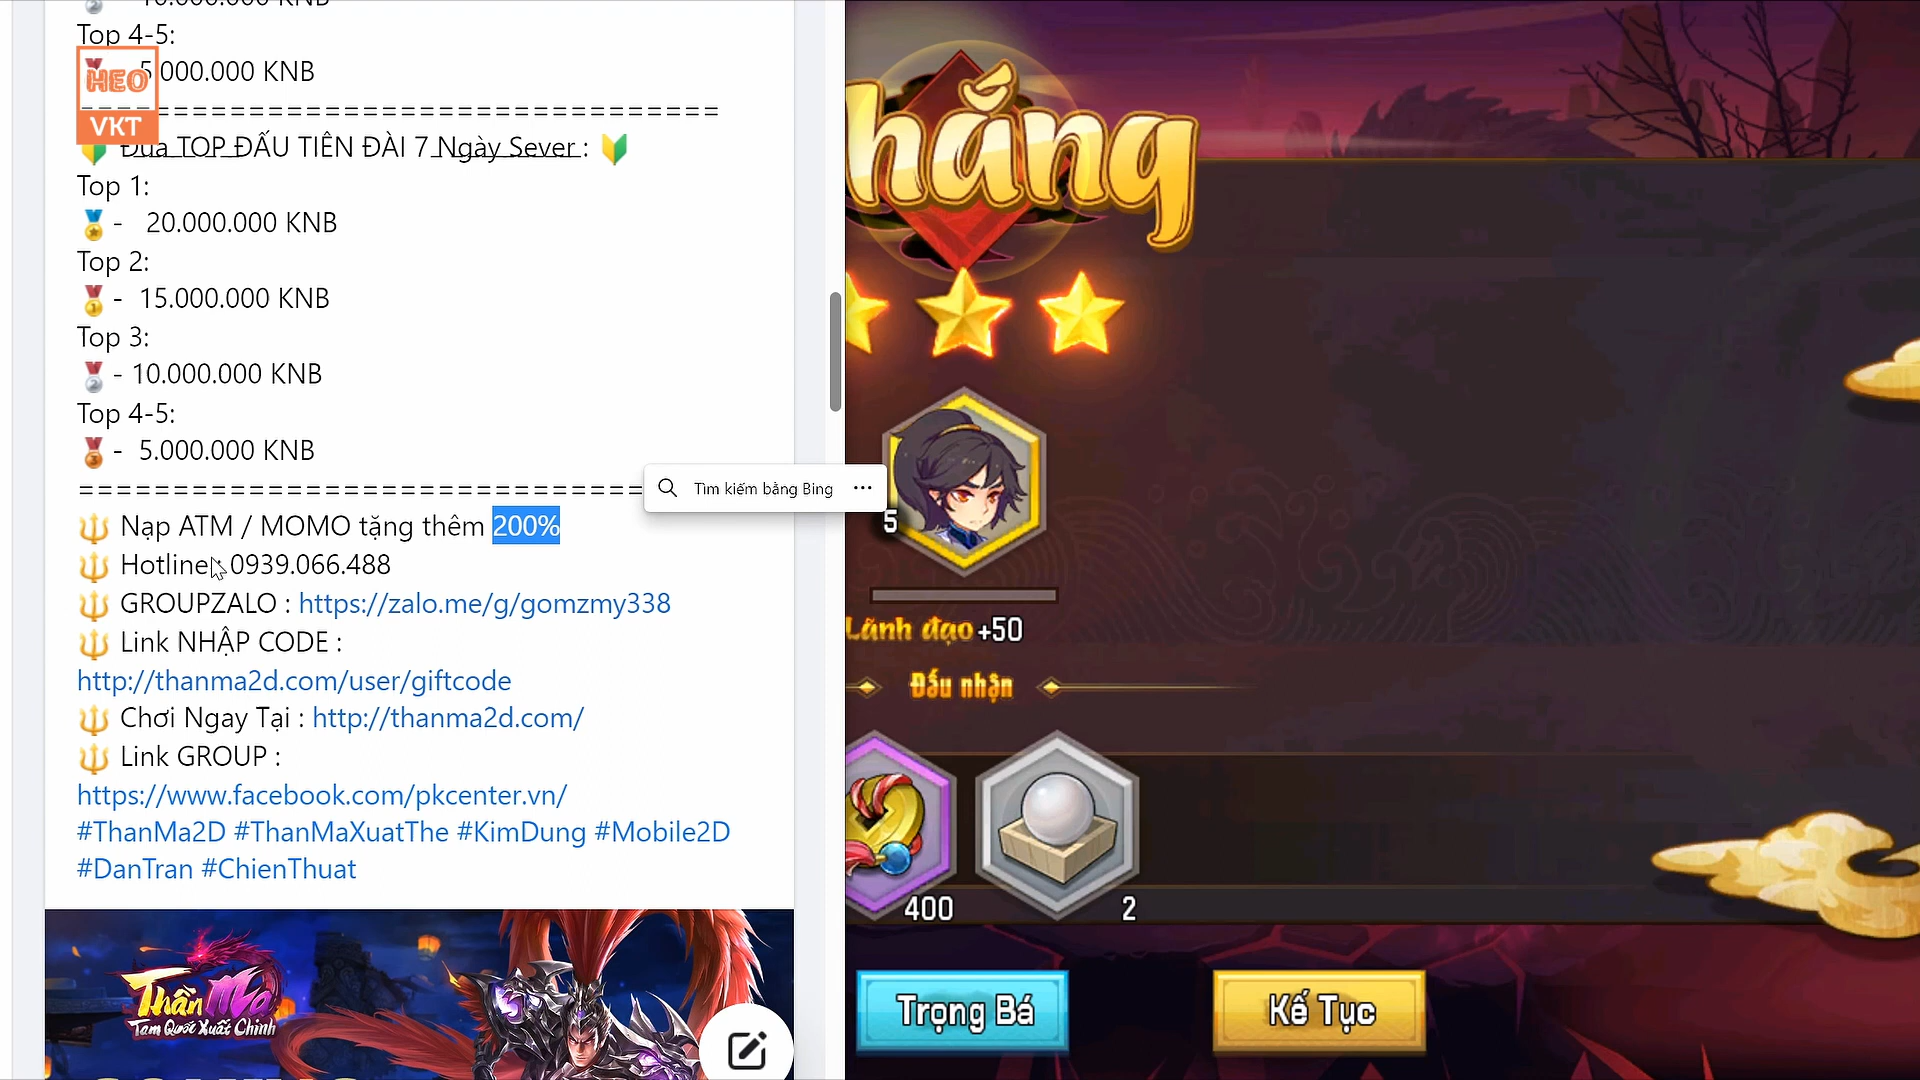 10.000.000 KNB
Top 4-5:
5.000.000 KNB
HEO
VKT
==================================
Đua TOP ĐẤU TIÊN ĐÀI 7 Ngày Sever :
Top 1:
- 20.000.000 KNB
Top 2:
- 15.000.000 KNB
Top 3:
- 10.000.000 KNB
Top 4-5:
- 5.000.000 KNB
==============================
Tìm kiếm bằng Bing
Nạp ATM / MOMO tặng thêm 200%
Hotline : 0939.066.488
GROUPZALO : https://zalo.me/g/gomzmy338
Link NHẬP CODE :
http://thanma2d.com/user/giftcode
Chơi Ngay Tại : http://thanma2d.com/
Link GROUP :
https://www.facebook.com/pkcenter.vn/
#ThanMa2D #ThanMaXuatThe #KimDung #Mobile2D
#DanTran #ChienThuat
Thần Ma
Tam Quốc Xuất Chinh
hắng
5
Lãnh đạo +50
Đấu nhận
400
2
Trọng Bá
Kế Tục